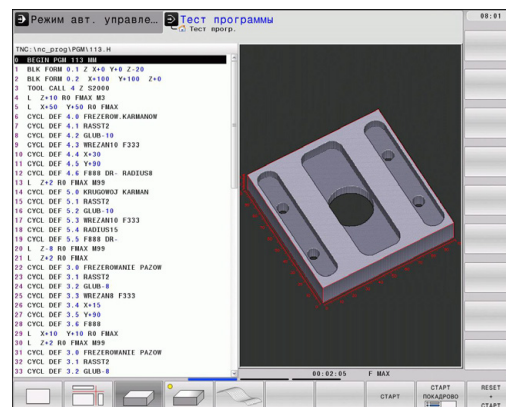 Режим авт. управле…
Тест программы
Тест прогр.
08:01
TNC:\nc_prog\PGM\113.H
0 BEGIN PGM 113 MM
1 BLK FORM 0.1 Z X+0 Y+0 Z-20
2 BLK FORM 0.2 X+100 Y+100 Z+0
3 TOOL CALL 4 Z S2000
4 L Z+10 R0 FMAX M3
5 L X+50 Y+50 R0 FMAX
6 CYCL DEF 4.0 FREZEROW.KARMANOW
7 CYCL DEF 4.1 RASST2
8 CYCL DEF 4.2 GLUB-10
9 CYCL DEF 4.3 WREZAN10 F333
10 CYCL DEF 4.4 X+30
11 CYCL DEF 4.5 Y+90
12 CYCL DEF 4.6 F888 DR- RADIUS8
13 L Z+2 R0 FMAX M99
14 CYCL DEF 5.0 KRUGOWOJ KARMAN
15 CYCL DEF 5.1 RASST2
16 CYCL DEF 5.2 GLUB-10
17 CYCL DEF 5.3 WREZAN10 F333
18 CYCL DEF 5.4 RADIUS15
19 CYCL DEF 5.5 F888 DR-
20 L Z-8 R0 FMAX M99
21 L Z+2 R0 FMAX
22 CYCL DEF 3.0 FREZEROWANIE PAZOW
23 CYCL DEF 3.1 RASST2
24 CYCL DEF 3.2 GLUB-8
25 CYCL DEF 3.3 WREZAN8 F333
26 CYCL DEF 3.4 X+15
27 CYCL DEF 3.5 Y+90
28 CYCL DEF 3.6 F888
29 L X+10 Y+10 R0 FMAX
30 L Z+2 R0 FMAX M99
31 CYCL DEF 3.0 FREZEROWANIE PAZOW
32 CYCL DEF 3.1 RASST2
33 CYCL DEF 3.2 GLUB-8
00:02:05 F MAX
СТАРТ
СТАРТ ПОКАДРОВО
RESET + СТАРТ